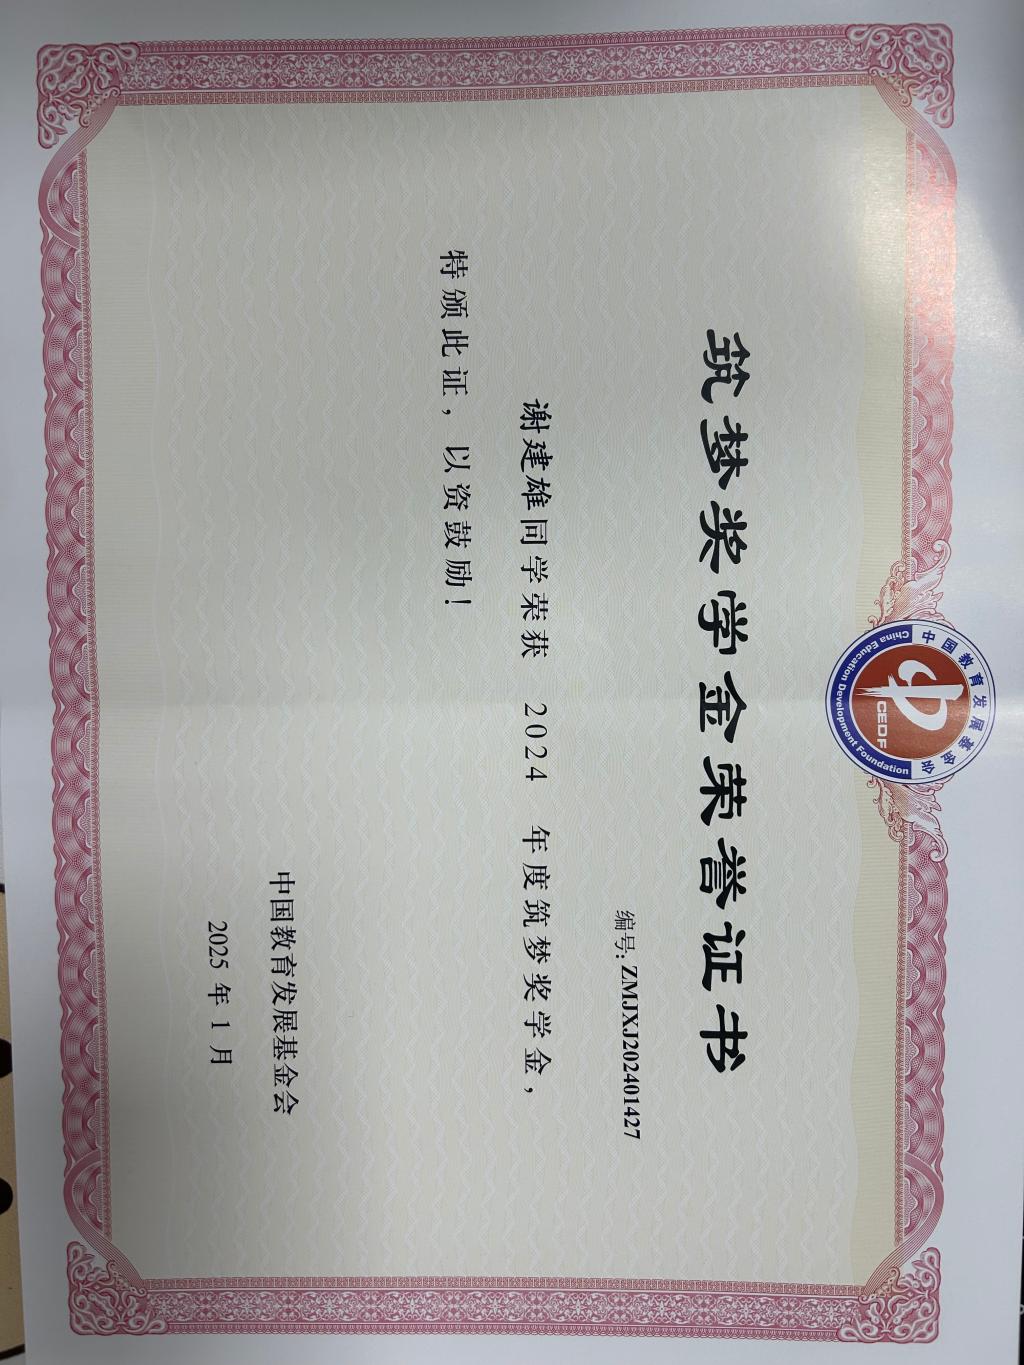 中国教育发展基金会
China Education Development Foundation
CEDF
筑梦奖学金荣誉证书
编号: ZMJXJ202401427
谢建雄同学荣获 2024 年度筑梦奖学金，
特颁此证，以资鼓励！
中国教育发展基金会
2025 年 1 月